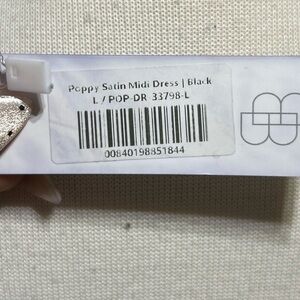 Poppy Satin Midi Dress | Black
L / POP-DR-33798-L
00840198851844